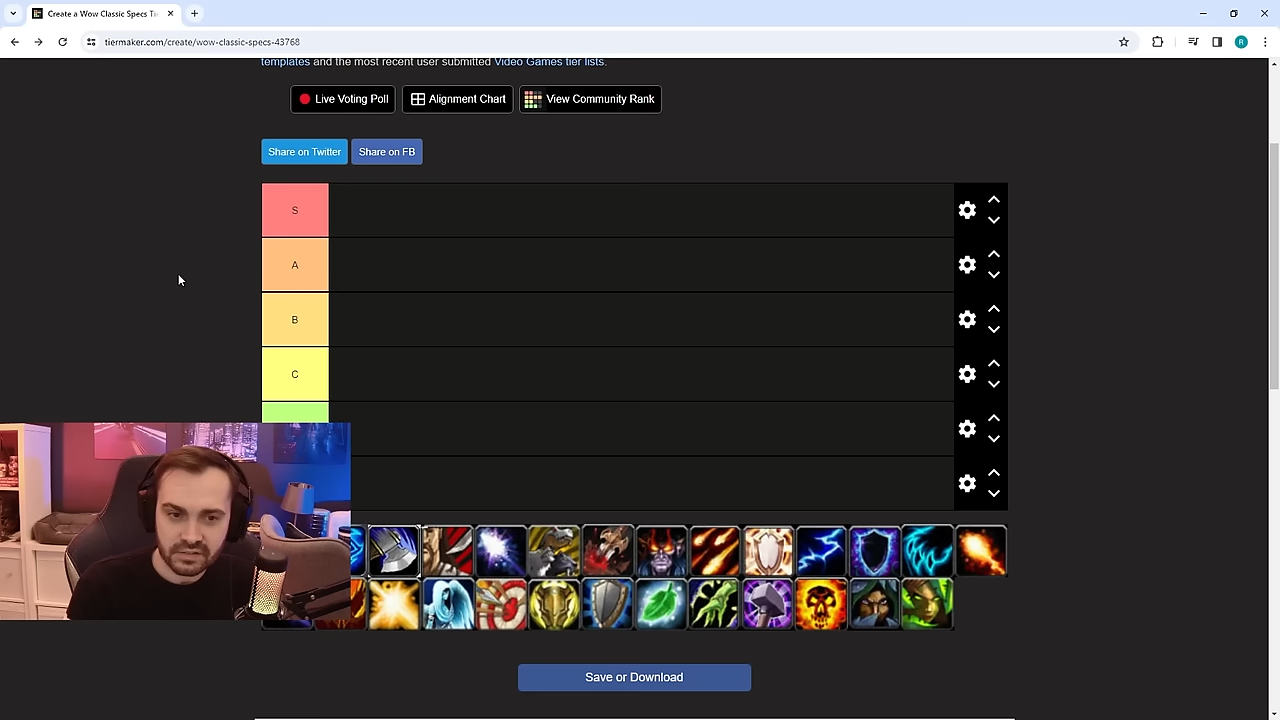 Create a Wow Classic Specs Ti
tiermaker.com/create/wow-classic-specs-43768
R
templates and the most recent user submitted Video Games tier lists.
Live Voting Poll
Alignment Chart
View Community Rank
Share on Twitter
Share on FB
S
A
B
C
Save or Download